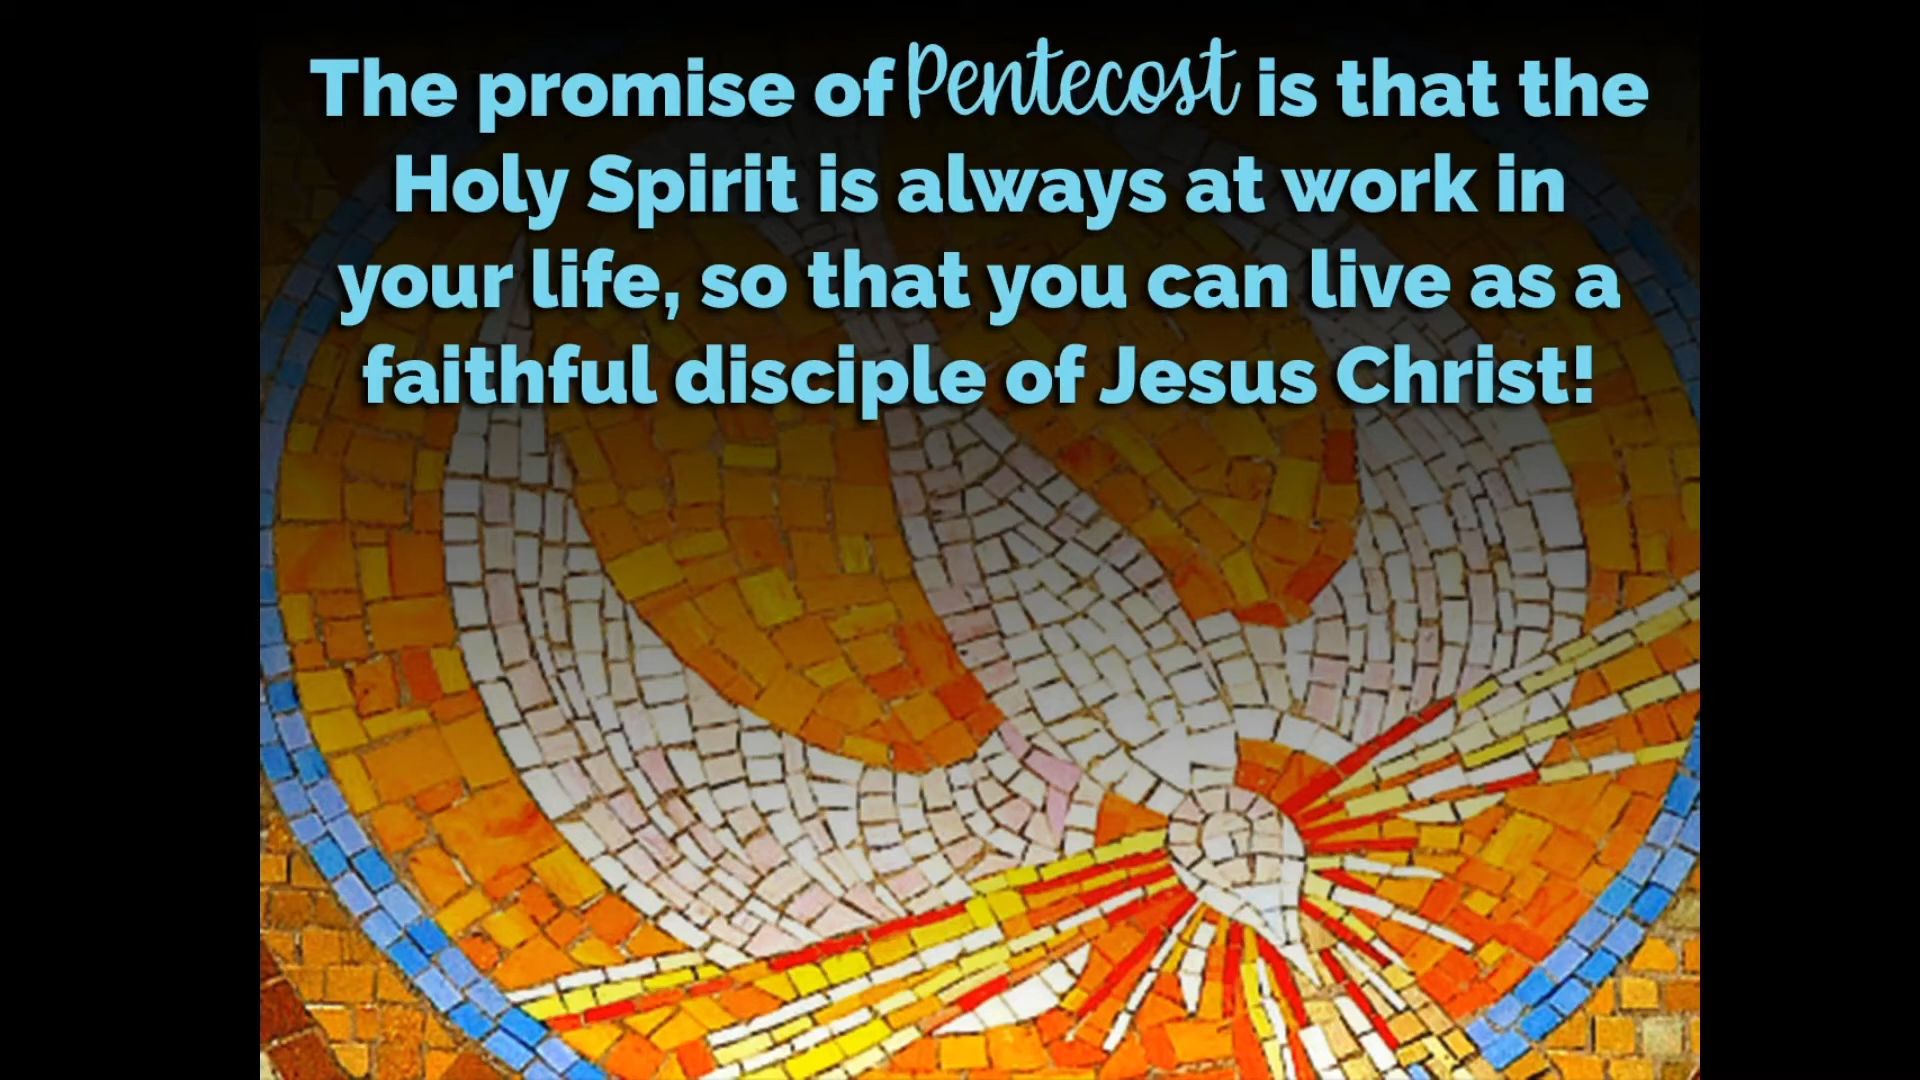 The promise of Pentecost is that the
Holy Spirit is always at work in
your life, so that you can live as a
faithful disciple of Jesus Christ!